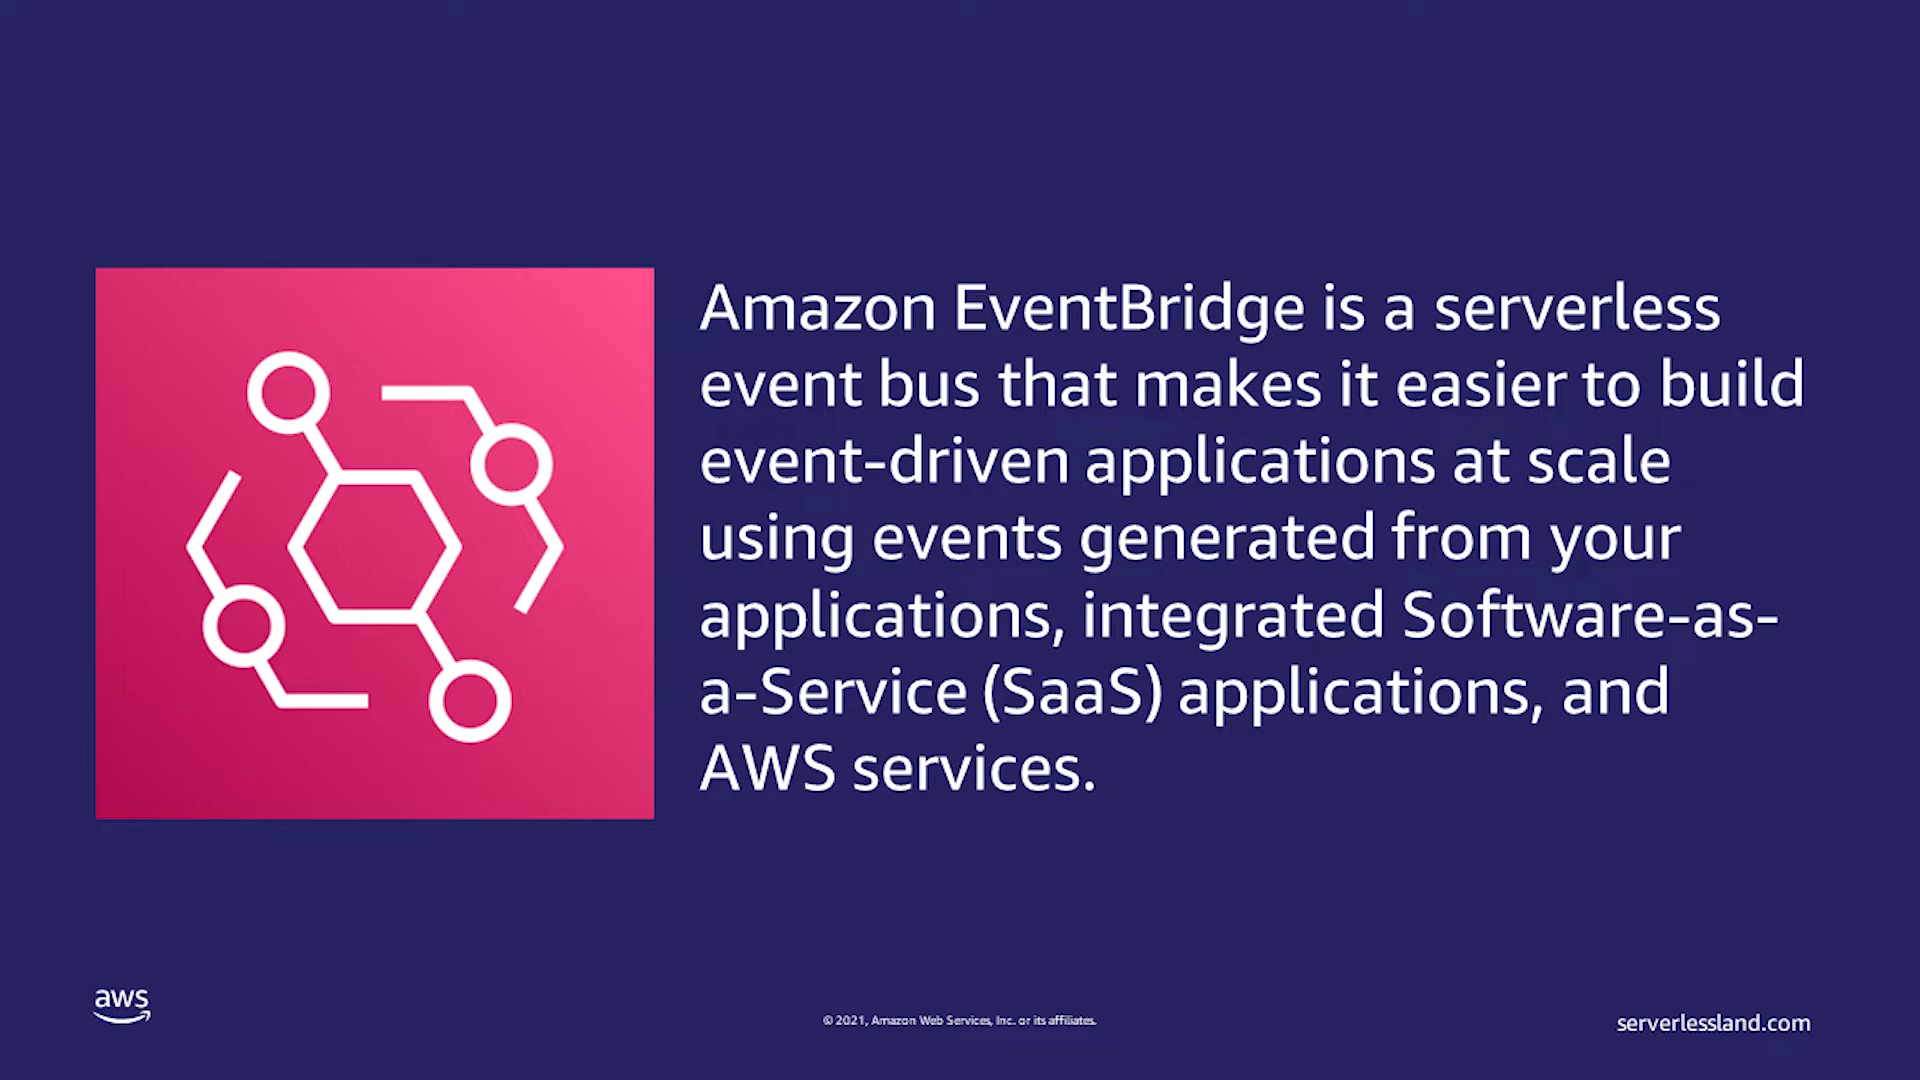 Amazon EventBridge is a serverless
event bus that makes it easier to build
event-driven applications at scale
using events generated from your
applications, integrated Software-as-
a-Service (SaaS) applications, and
AWS services.
aws
© 2021, Amazon Web Services, Inc. or its affiliates.
serverlessland.com